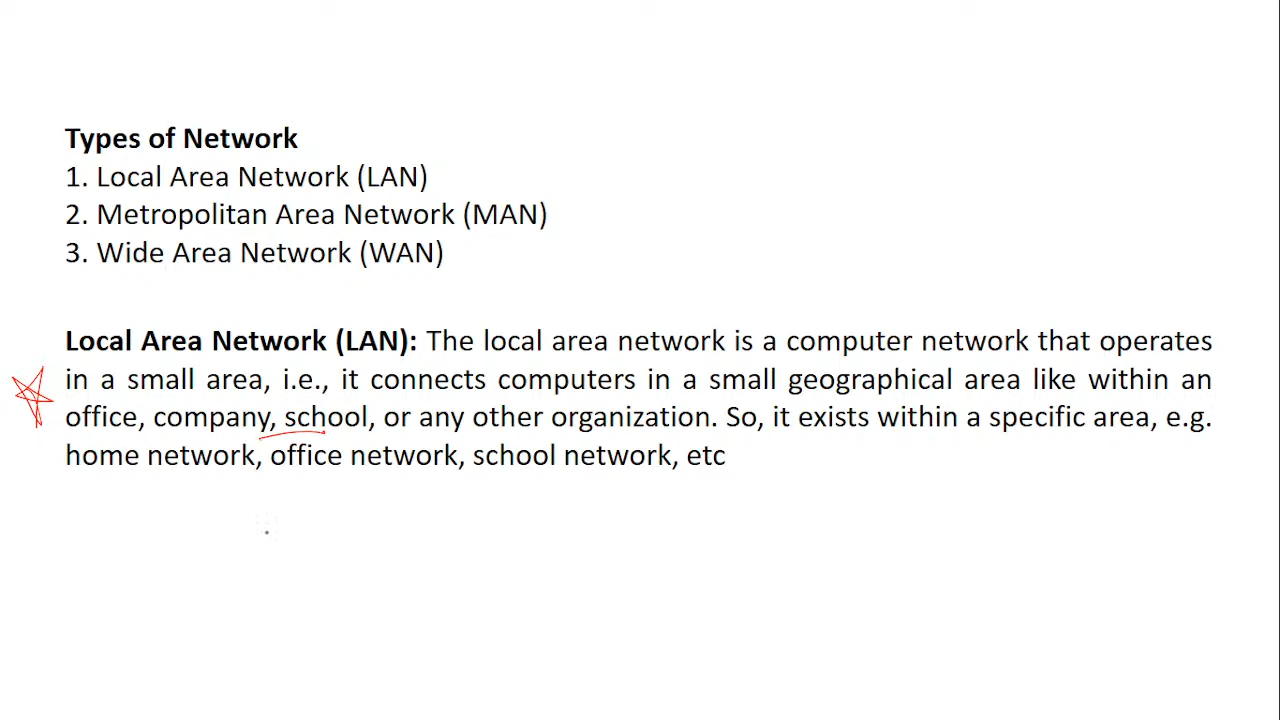 Types of Network
1. Local Area Network (LAN)
2. Metropolitan Area Network (MAN)
3. Wide Area Network (WAN)
Local Area Network (LAN): The local area network is a computer network that operates
in a small area, i.e., it connects computers in a small geographical area like within an
office, company, school, or any other organization. So, it exists within a specific area, e.g.
home network, office network, school network, etc